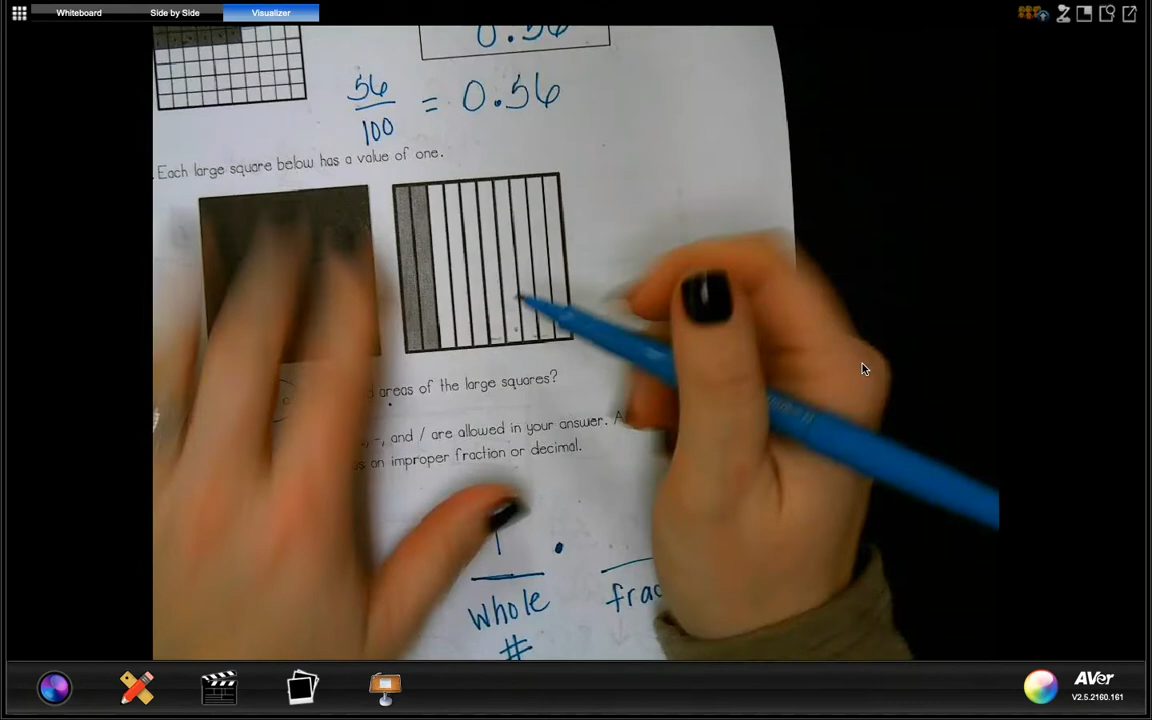 Whiteboard
Side by Side
Visualizer
0.56
56/100 = 0.56
Each large square below has a value of one.
areas of the large squares?
-, and / are allowed in your answer. A
as an improper fraction or decimal.
1 .
whole
#
AVer
V2.5.2160.161